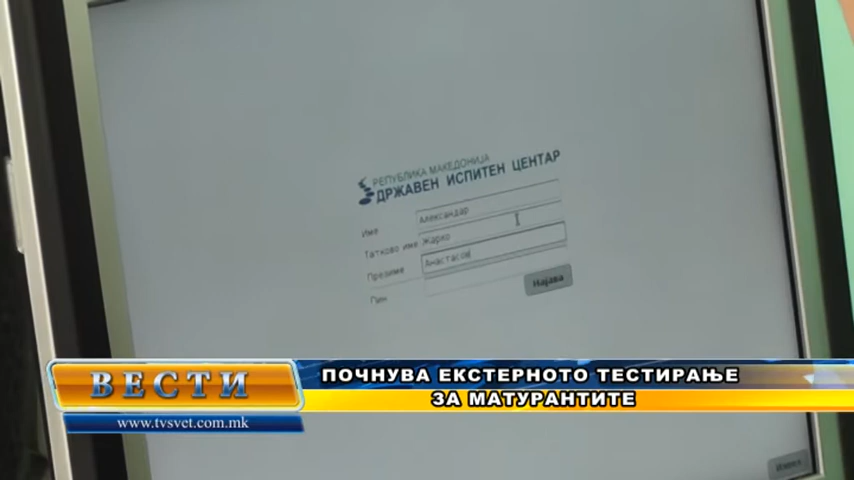 РЕПУБЛИКА МАКЕДОНИЈА
ДРЖАВЕН ИСПИТЕН ЦЕНТАР
Име Александар
Татково име Жарко
Презиме Анастасов
Пин
Најава
ВЕСТИ
www.tvsvet.com.mk
ПОЧНУВА ЕКСТЕРНОТО ТЕСТИРАЊЕ
ЗА МАТУРАНТИТЕ